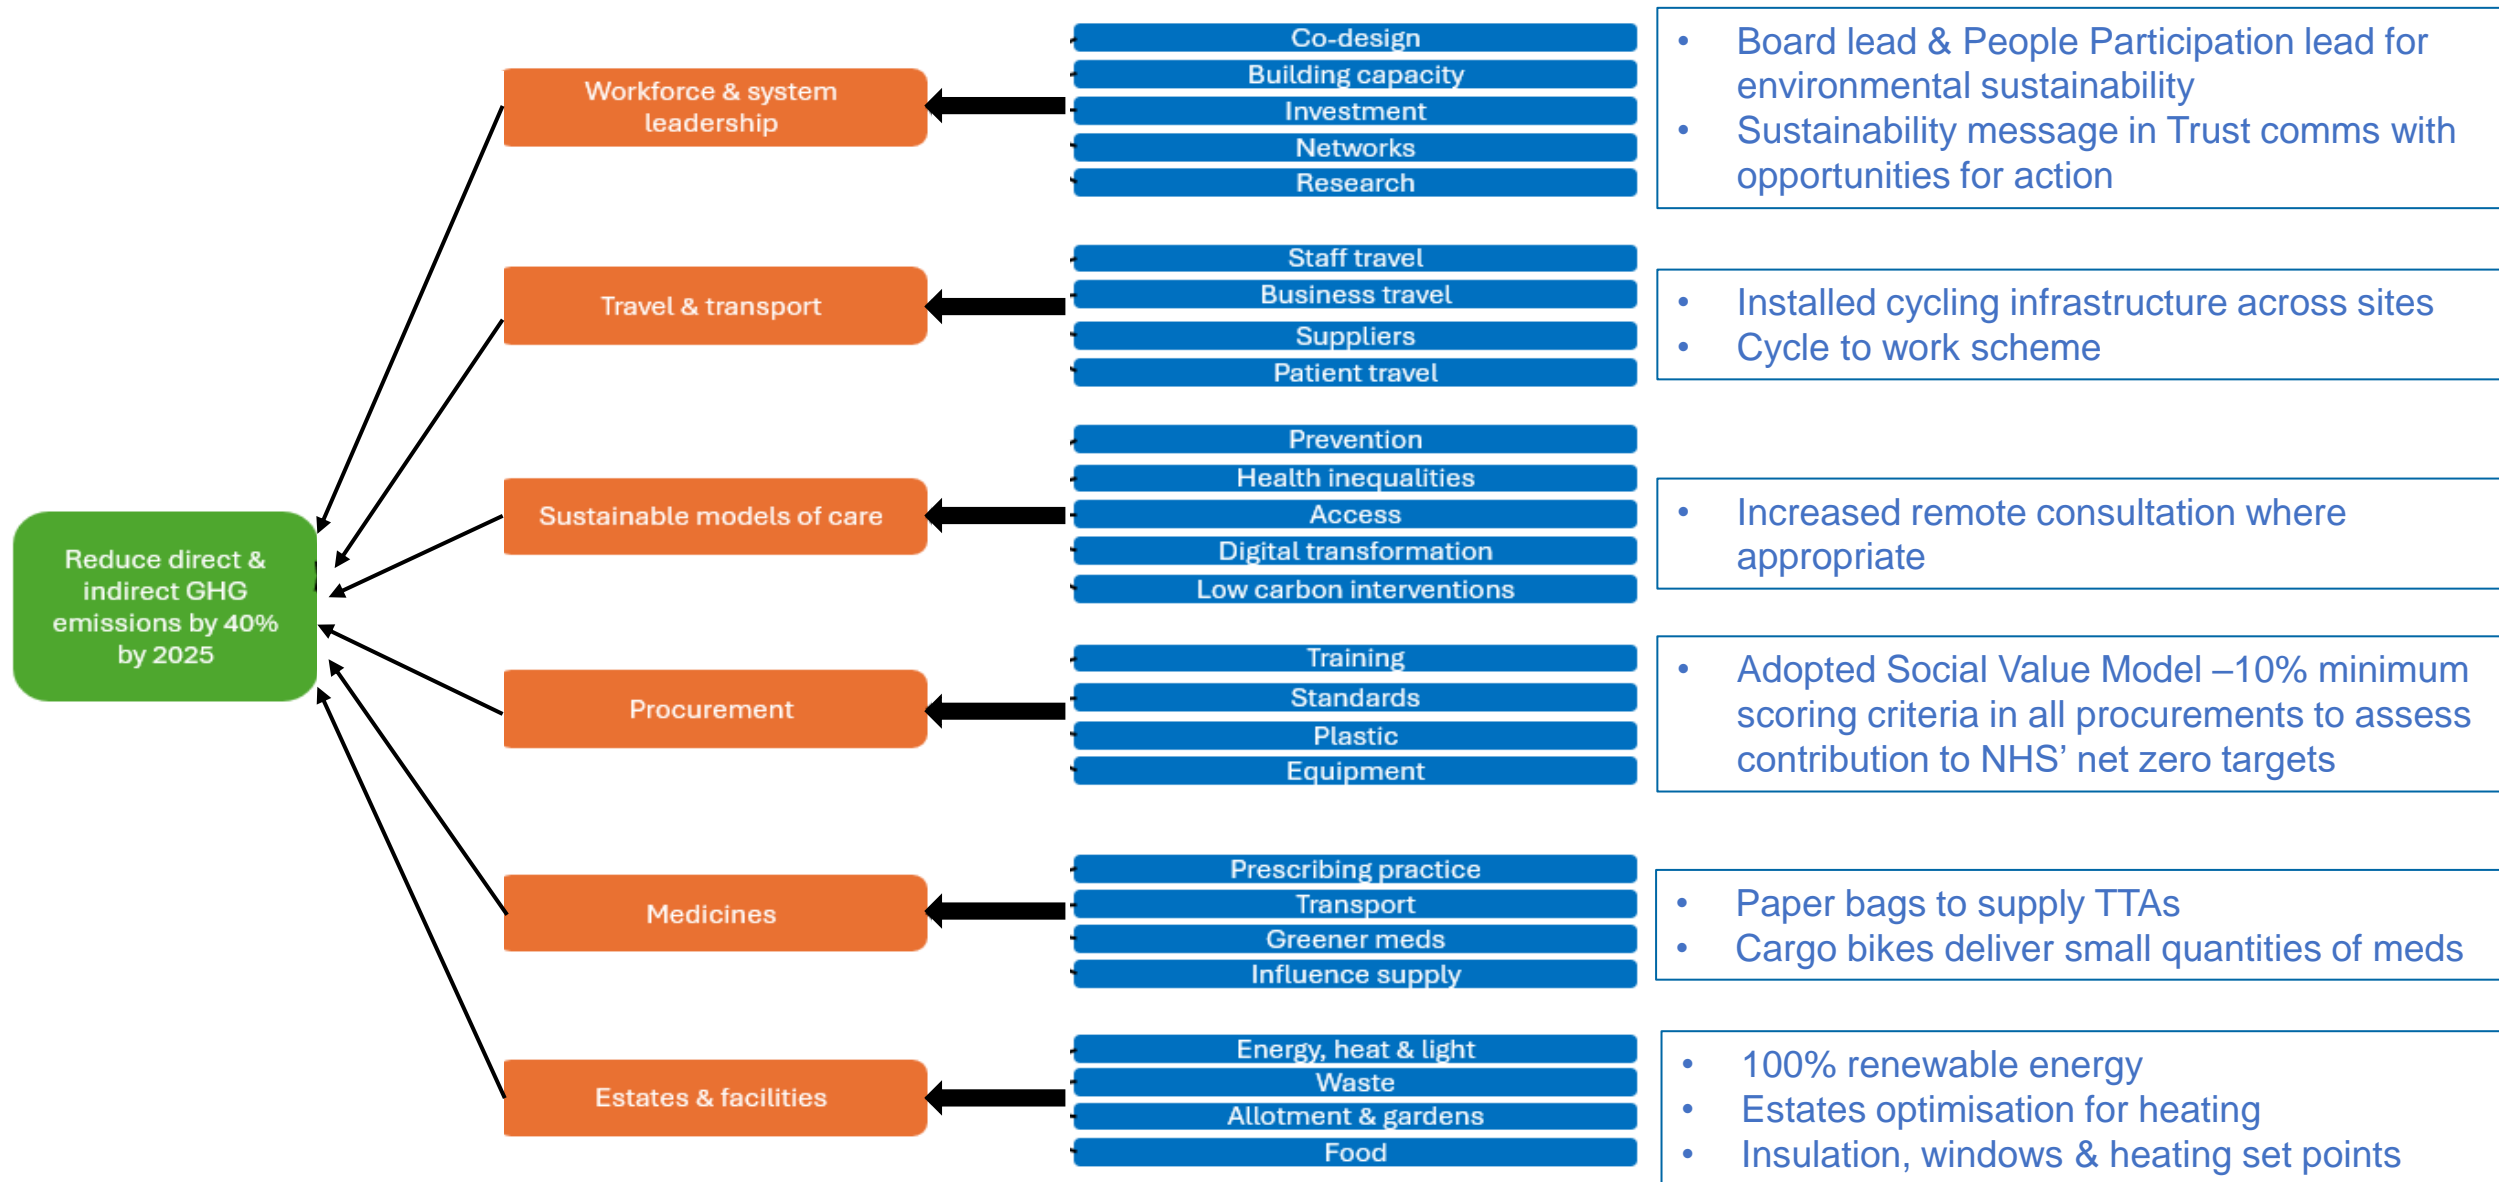 Reduce direct &
indirect GHG
emissions by 40%
by 2025
Workforce & system
leadership
Co-design
Building capacity
Investment
Networks
Research
• Board lead & People Participation lead for
environmental sustainability
• Sustainability message in Trust comms with
opportunities for action
Travel & transport
Staff travel
Business travel
Suppliers
Patient travel
• Installed cycling infrastructure across sites
• Cycle to work scheme
Sustainable models of care
Prevention
Health inequalities
Access
Digital transformation
Low carbon interventions
• Increased remote consultation where
appropriate
Procurement
Training
Standards
Plastic
Equipment
• Adopted Social Value Model –10% minimum
scoring criteria in all procurements to assess
contribution to NHS’ net zero targets
Medicines
Prescribing practice
Transport
Greener meds
Influence supply
• Paper bags to supply TTAs
• Cargo bikes deliver small quantities of meds
Estates & facilities
Energy, heat & light
Waste
Allotment & gardens
Food
• 100% renewable energy
• Estates optimisation for heating
• Insulation, windows & heating set points